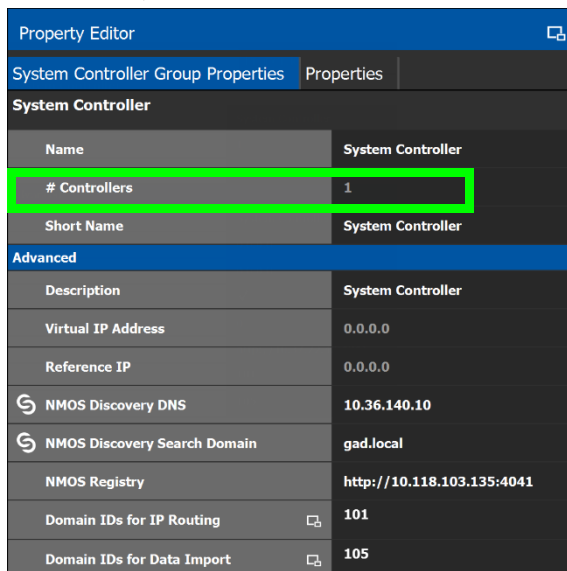 Property Editor
System Controller Group Properties Properties
System Controller
Name System Controller
# Controllers 1
Short Name System Controller
Advanced
Description System Controller
Virtual IP Address 0.0.0.0
Reference IP 0.0.0.0
NMOS Discovery DNS 10.36.140.10
NMOS Discovery Search Domain gad.local
NMOS Registry http://10.118.103.135:4041
Domain IDs for IP Routing 101
Domain IDs for Data Import 105